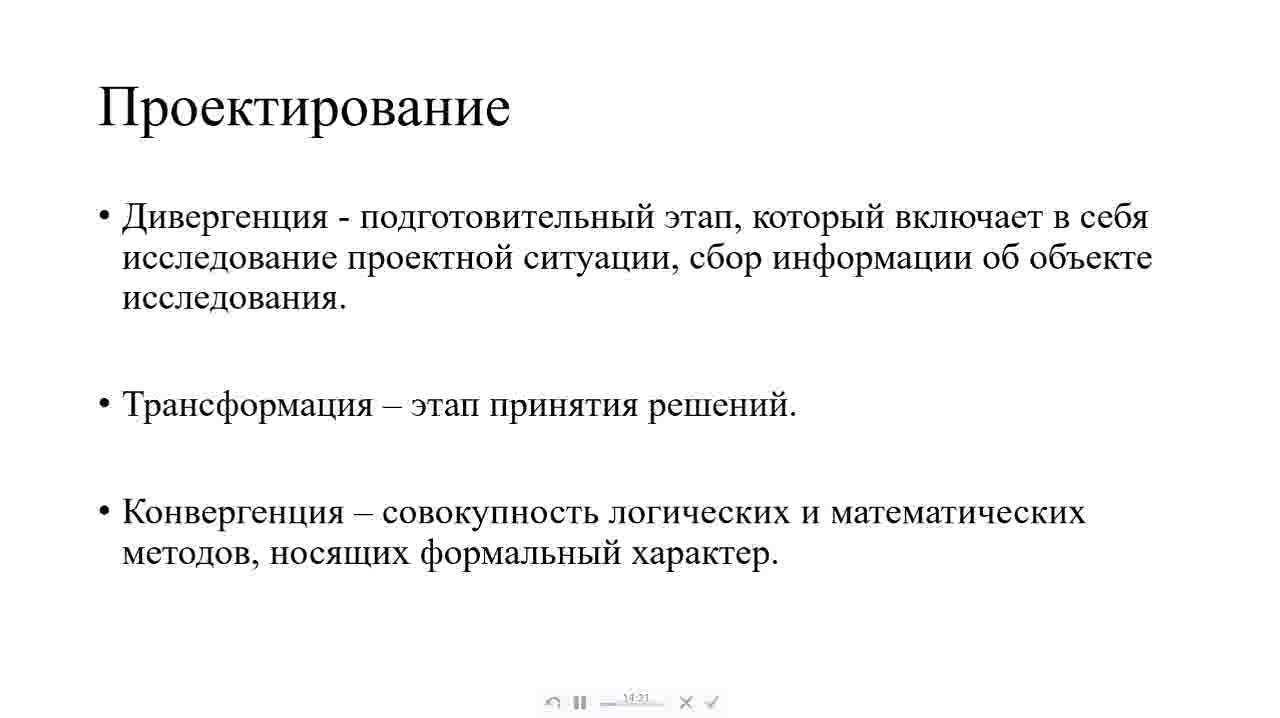 Проектирование
• Дивергенция - подготовительный этап, который включает в себя
исследование проектной ситуации, сбор информации об объекте
исследования.
• Трансформация – этап принятия решений.
• Конвергенция – совокупность логических и математических
методов, носящих формальный характер.
14:21